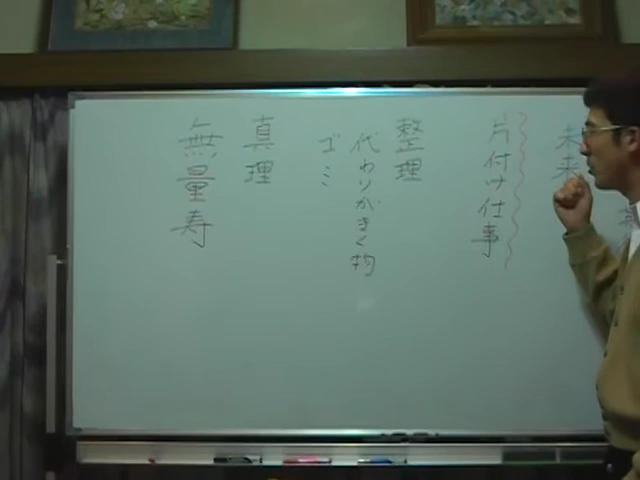 未来
片付け仕事
整理
代わりがきく物
ゴミ
真理
無量寿